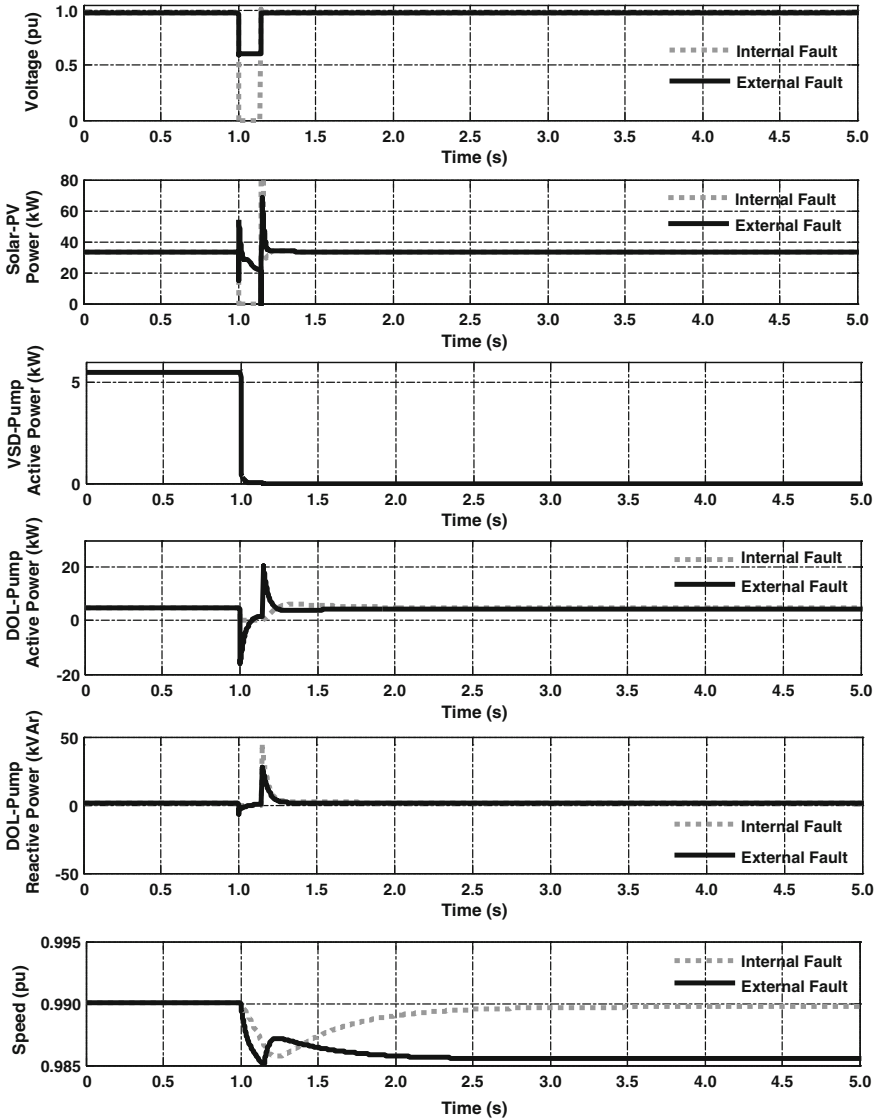 Voltage (pu)
1.0
0.5
0
Internal Fault
External Fault
0 0.5 1.0 1.5 2.0 2.5 3.0 3.5 4.0 4.5 5.0
Time (s)
Solar-PV
Power (kW)
80
60
40
20
0
Internal Fault
External Fault
0 0.5 1.0 1.5 2.0 2.5 3.0 3.5 4.0 4.5 5.0
Time (s)
VSD-Pump
Active Power (kW)
5
0
0 0.5 1.0 1.5 2.0 2.5 3.0 3.5 4.0 4.5 5.0
Time (s)
DOL-Pump
Active Power (kW)
20
0
-20
Internal Fault
External Fault
0 0.5 1.0 1.5 2.0 2.5 3.0 3.5 4.0 4.5 5.0
Time (s)
DOL-Pump
Reactive Power (kVAr)
50
0
-50
Internal Fault
External Fault
0 0.5 1.0 1.5 2.0 2.5 3.0 3.5 4.0 4.5 5.0
Time (s)
Speed (pu)
0.995
0.990
0.985
Internal Fault
External Fault
0 0.5 1.0 1.5 2.0 2.5 3.0 3.5 4.0 4.5 5.0
Time (s)